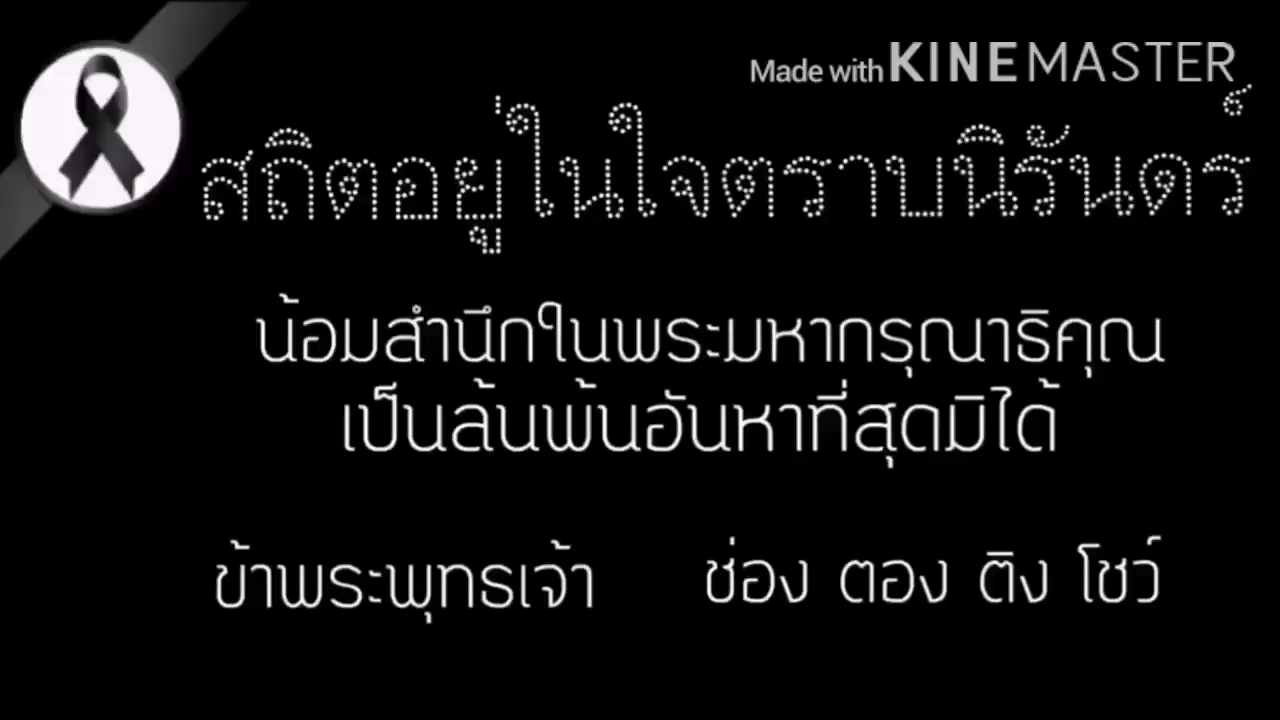 Made with KINEMASTER
สถิตอยู่ในใจตราบนิรันดร์
น้อมสำนึกในพระมหากรุณาธิคุณ
เป็นล้นพ้นอันหาที่สุดมิได้
ข้าพระพุทธเจ้า ช่อง ตอง ติง โชว์